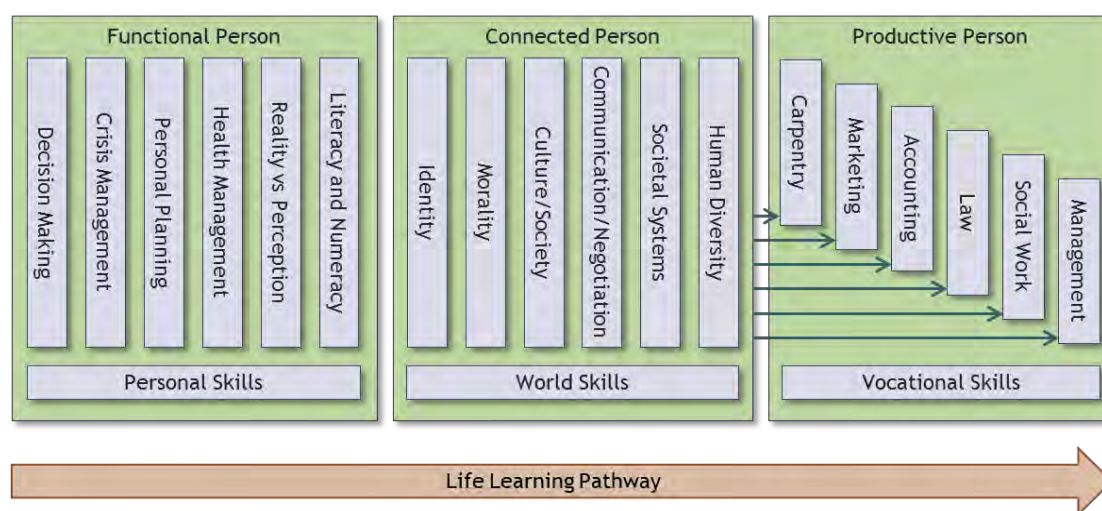 Functional Person
Decision Making
Crisis Management
Personal Planning
Health Management
Reality vs Perception
Literacy and Numeracy
Personal Skills
Connected Person
Identity
Morality
Culture/Society
Communication/Negotiation
Societal Systems
Human Diversity
World Skills
Productive Person
Carpentry
Marketing
Accounting
Law
Social Work
Management
Vocational Skills
Life Learning Pathway